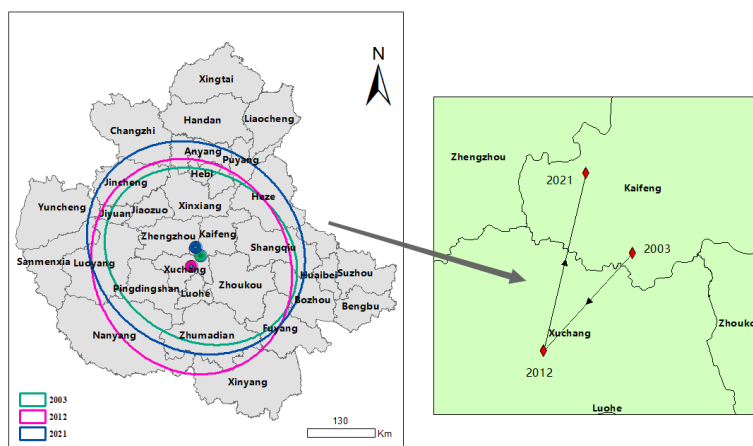 N
Xingtai
Handan
Liaocheng
Changzhi
Anyang
Puyang
Hebi
Jincheng
Heze
Yuncheng
Jiyuan
Jiaozuo
Xinxiang
Zhengzhou
Kaifeng
Shangqiu
Sanmenxia
Luoyang
Xuchang
Huaibei
Suzhou
Pingdingshan
Luohe
Zhoukou
Bozhou
Bengbu
Nanyang
Zhumadian
Fuyang
Xinyang
2003
2012
2021
130
Km
Zhengzhou
2021
Kaifeng
2003
Xuchang
Zhouko
2012
Luohe